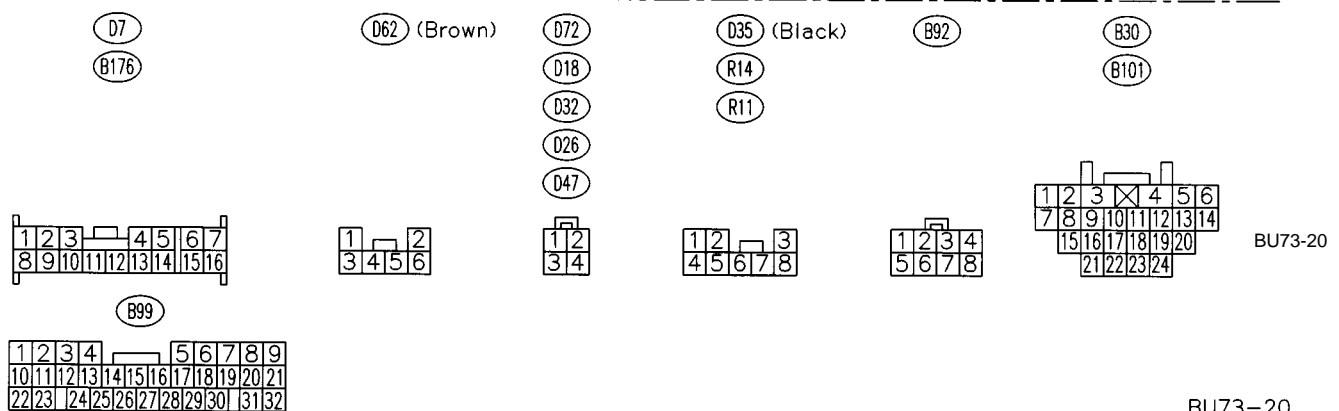 D7 D62 (Brown) D72 D35 (Black) B92 B30
B176 D18 R14 B101
D32 R11
D26
D47
1 2 3 4 5 6 7
8 9 10 11 12 13 14 15 16
1 2
3 4 5 6
1 2
3 4
1 2 3
4 5 6 7 8
1 2 3 4
5 6 7 8
1 2 3 4 5 6
7 8 9 10 11 12 13 14
15 16 17 18 19 20
21 22 23 24
BU73-20
B99
1 2 3 4 5 6 7 8 9
10 11 12 13 14 15 16 17 18 19 20 21
22 23 24 25 26 27 28 29 30 31 32
BU73-20